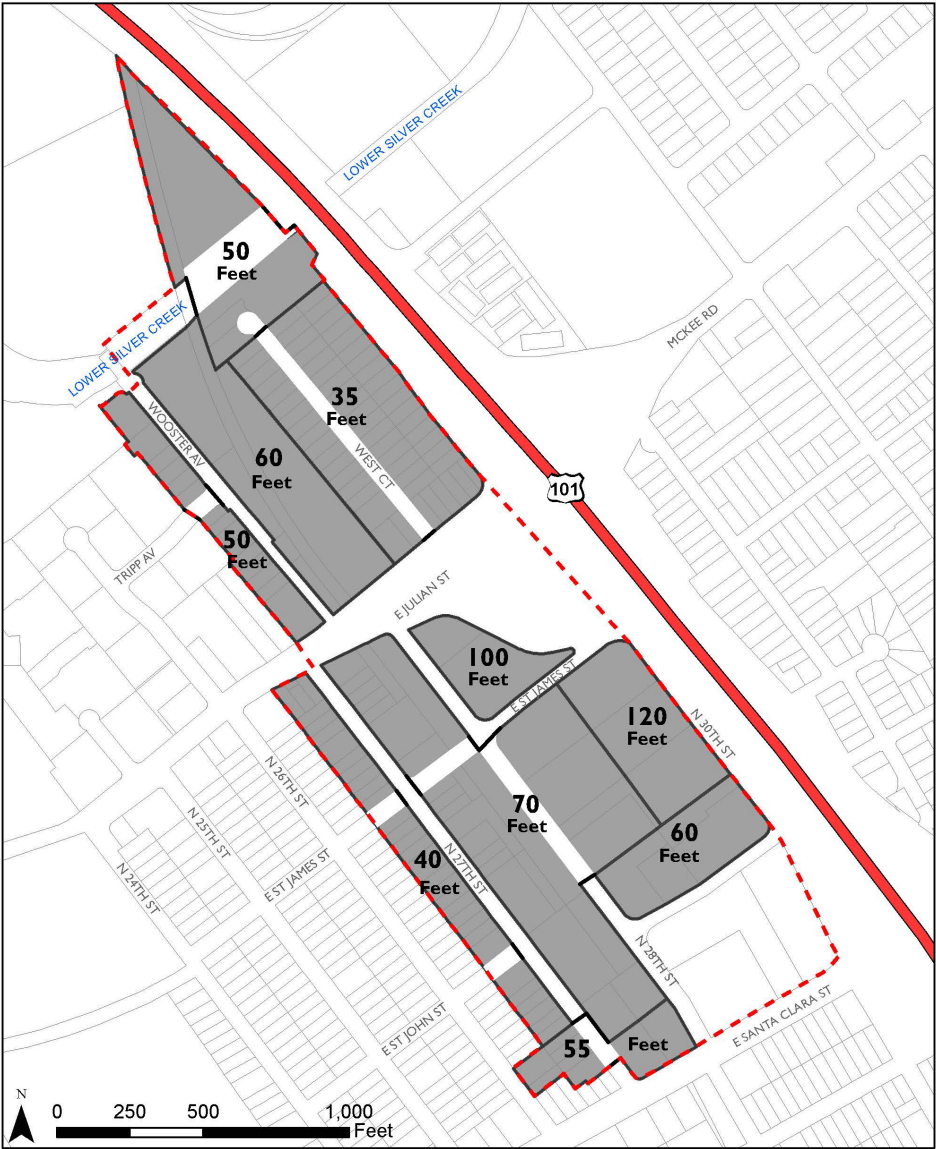 LOWER SILVER CREEK
50
Feet
MCKEE RD
LOWER SILVER CREEK
35
Feet
WOOSTER AV
WEST CT
60
Feet
101
50
Feet
TRIPP AV
E JULIAN ST
100
Feet
E ST JAMES ST
120
Feet
N 30TH ST
N 26TH ST
70
Feet
N 25TH ST
60
Feet
40
Feet
N 27TH ST
E ST JAMES ST
N 24TH ST
N 28TH ST
E ST JOHN ST
E SANTA CLARA ST
55
Feet
N
0 250 500 1,000
Feet